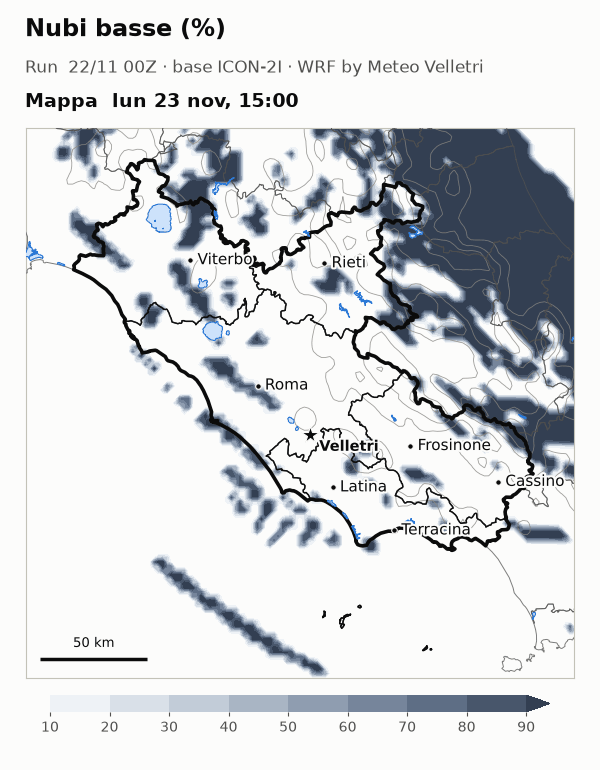 Nubi basse (%)
Run  22/11 00Z · base ICON-2I · WRF by Meteo Velletri
Mappa  lun 23 nov, 15:00
Viterbo
Rieti
Roma
Velletri
Frosinone
Cassino
Latina
Terracina
50 km
10 20 30 40 50 60 70 80 90